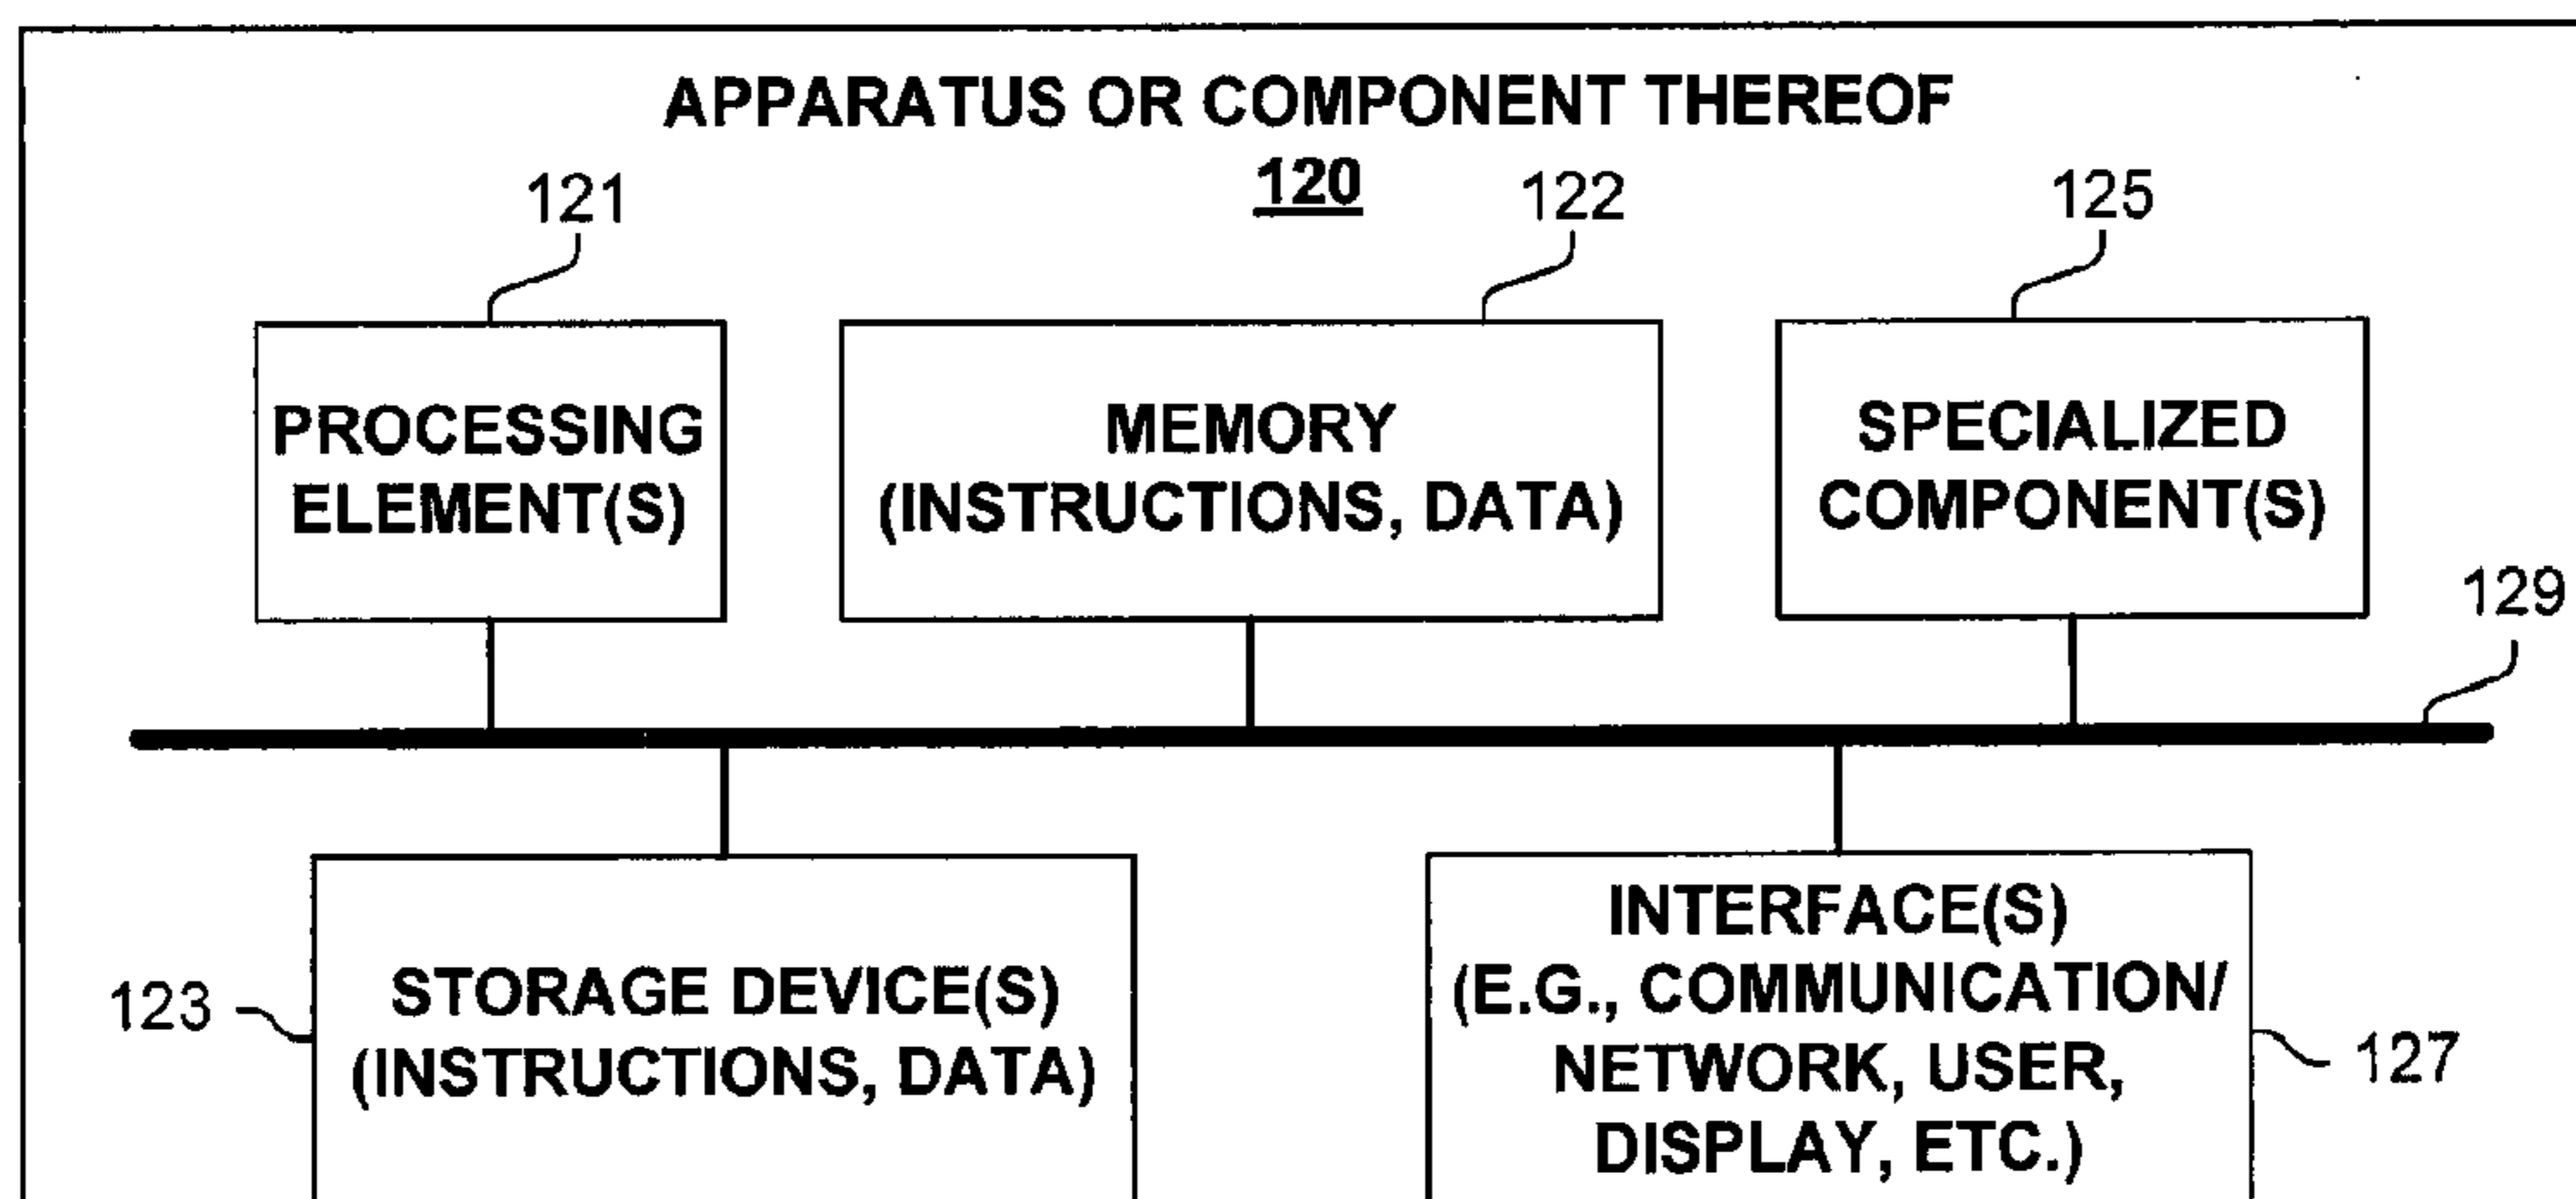 APPARATUS OR COMPONENT THEREOF
120
121
122
125
PROCESSING
ELEMENT(S)
MEMORY
(INSTRUCTIONS, DATA)
SPECIALIZED
COMPONENT(S)
129
123
STORAGE DEVICE(S)
(INSTRUCTIONS, DATA)
INTERFACE(S)
(E.G., COMMUNICATION/
NETWORK, USER,
DISPLAY, ETC.)
127